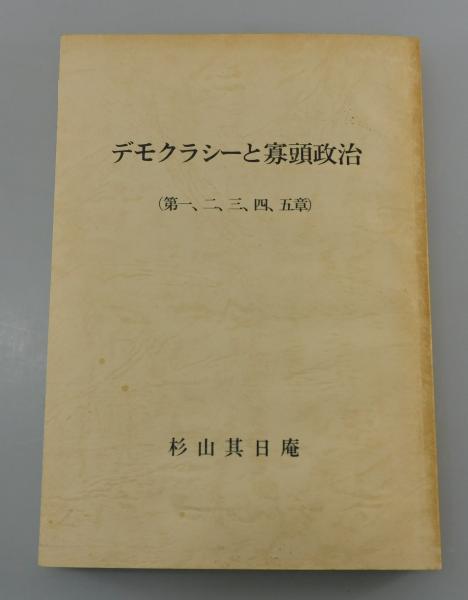 デモクラシーと寡頭政治
(第一、二、三、四、五章)
杉山其日庵